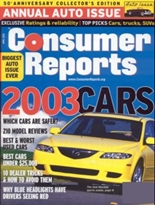 50TH ANNIVERSARY COLLECTOR'S EDITION
ANNUAL AUTO ISSUE
EXCLUSIVE Ratings & reliability | TOP PICKS Cars, trucks, SUVs
Consumer
Reports
BIGGEST
AUTO
ISSUE
EVER
www.ConsumerReports.org
2003 CARS
WHICH CARS ARE SAFE?
210 MODEL REVIEWS
BEST & WORST
USED CARS
BEST CARS
UNDER $25,000
10 DEALER TRICKS
& HOW TO AVOID THEM
WHY BLUE HEADLIGHTS HAVE
DRIVERS SEEING RED